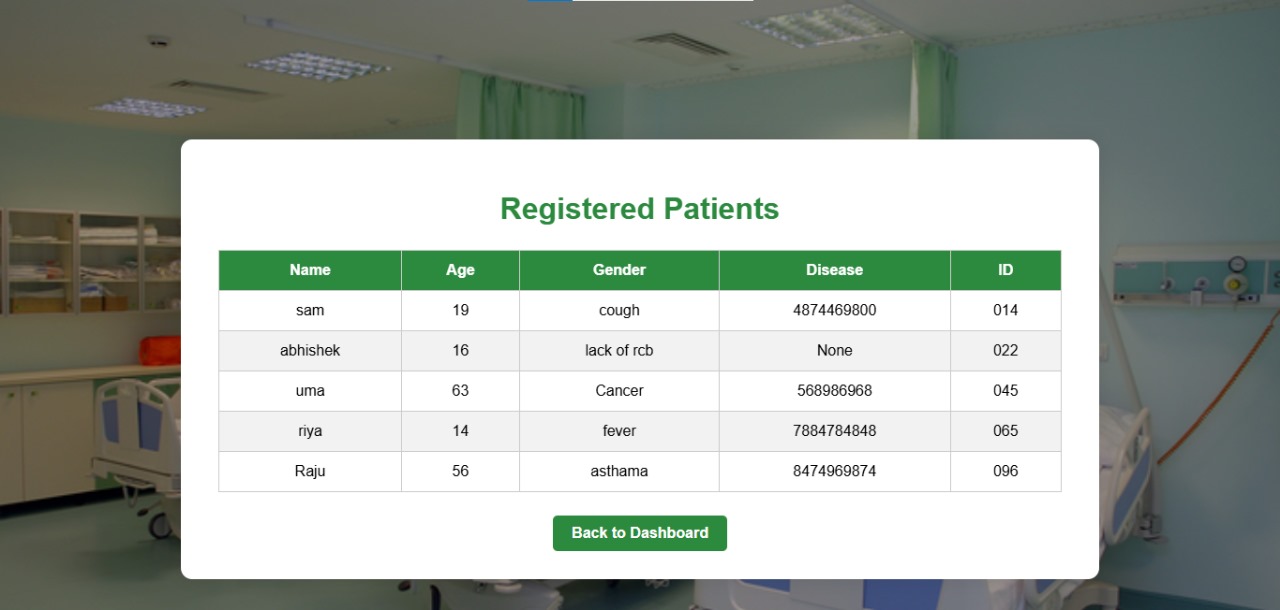 Registered Patients
Name Age Gender Disease ID
sam 19 cough 4874469800 014
abhishek 16 lack of rcb None 022
uma 63 Cancer 568986968 045
riya 14 fever 7884784848 065
Raju 56 asthama 8474969874 096
Back to Dashboard